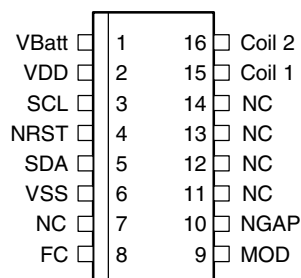 VBatt 1 16 Coil 2
VDD 2 15 Coil 1
SCL 3 14 NC
NRST 4 13 NC
SDA 5 12 NC
VSS 6 11 NC
NC 7 10 NGAP
FC 8 9 MOD